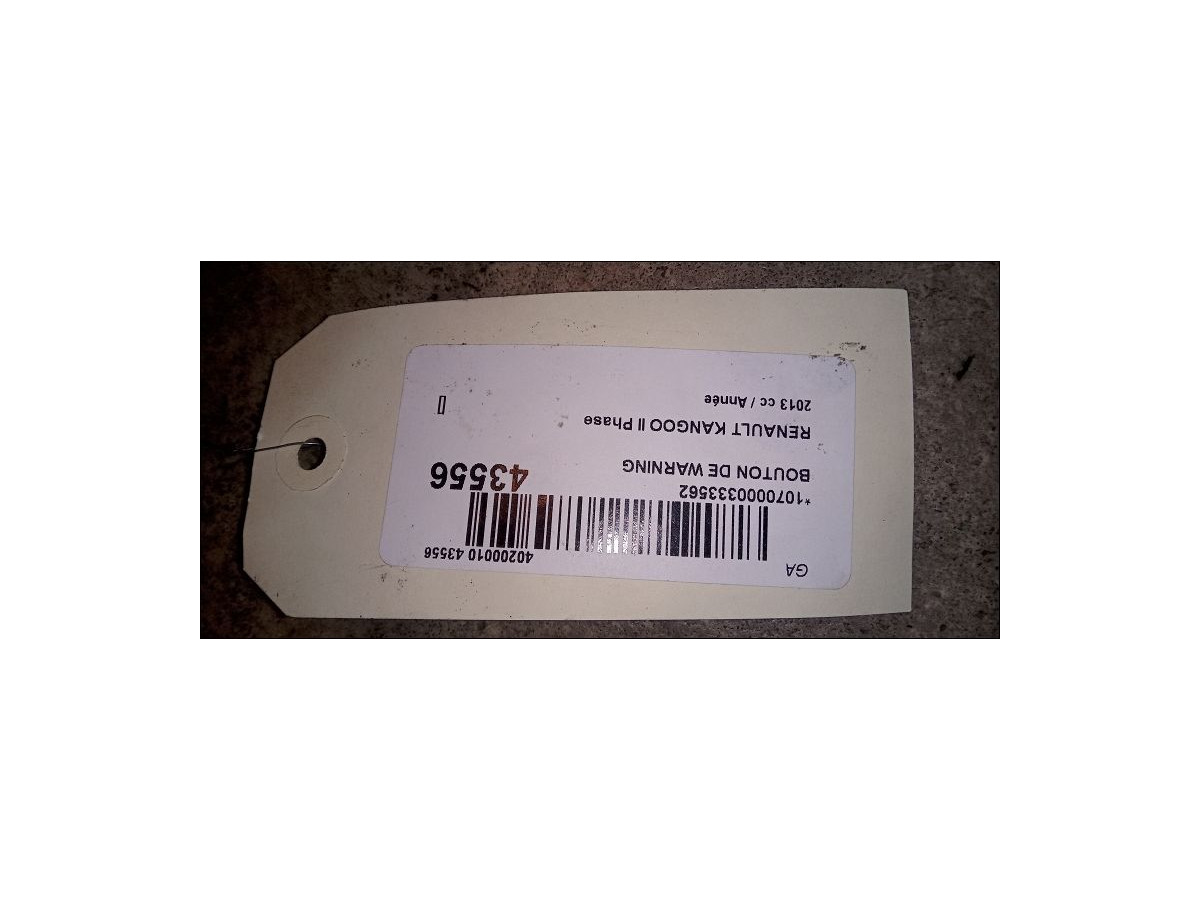 GA
40200010 43556
*1070000333562
43556
BOUTON DE WARNING
RENAULT KANGOO II Phase
2013 cc / Année